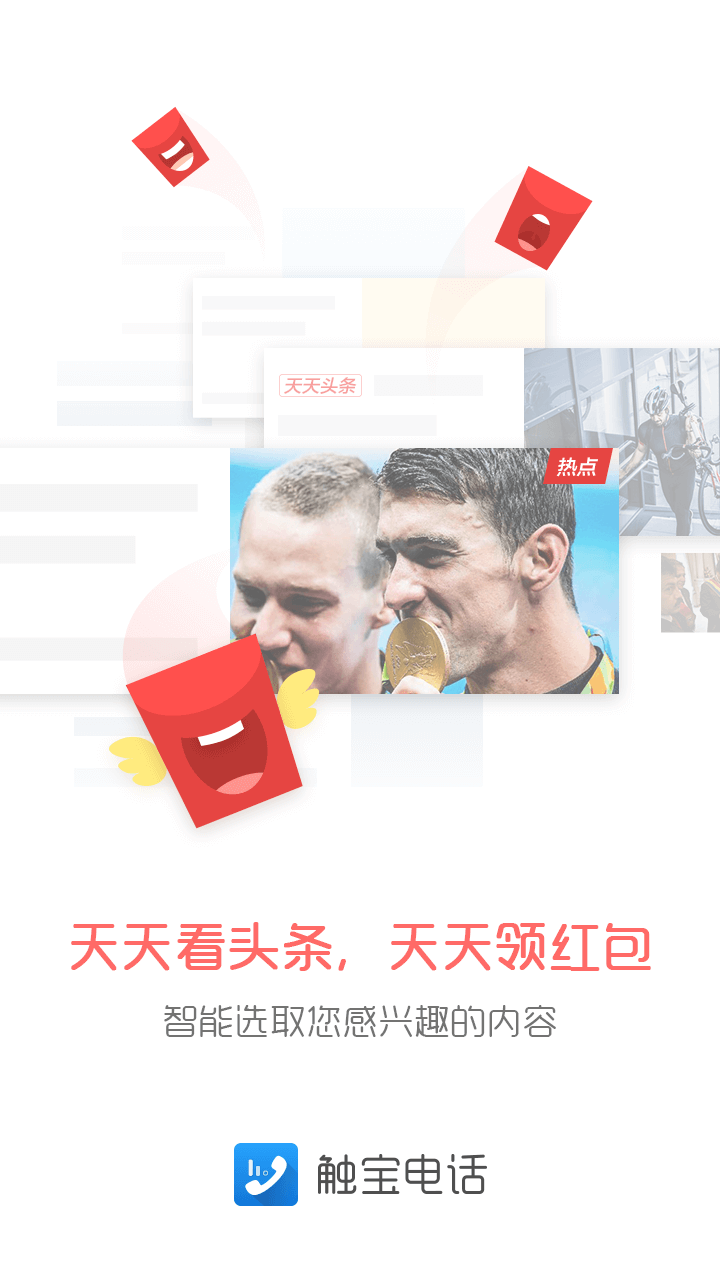 天天头条
热点
天天看头条，天天领红包
智能选取您感兴趣的内容
触宝电话